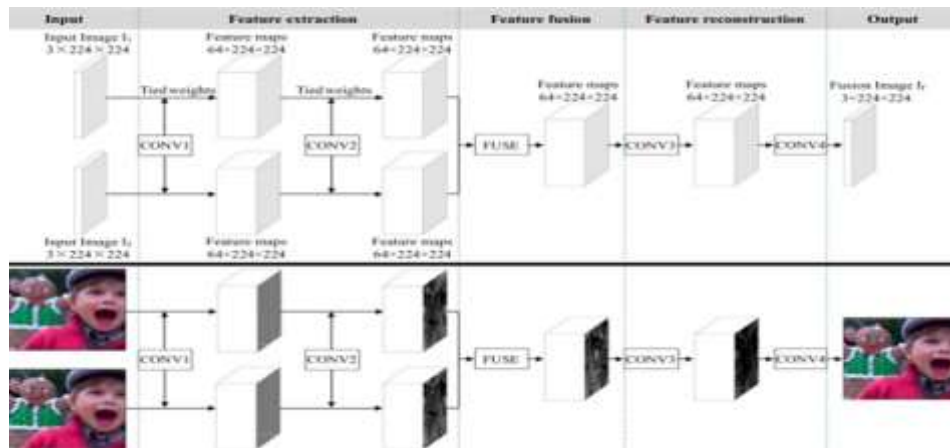 Input Feature extraction Feature fusion Feature reconstruction Output
Input Image I
3 × 224 × 224
Feature maps
64×224×224
Feature maps
64×224×224
Tied weights
Tied weights
Feature maps
64×224×224
Feature maps
64×224×224
Fusion Image I
3×224×224
CONV1
CONV2
FUSE
CONV3
CONV4
Input Image I
3 × 224 × 224
Feature maps
64×224×224
Feature maps
64×224×224
CONV1
CONV2
FUSE
CONV3
CONV4